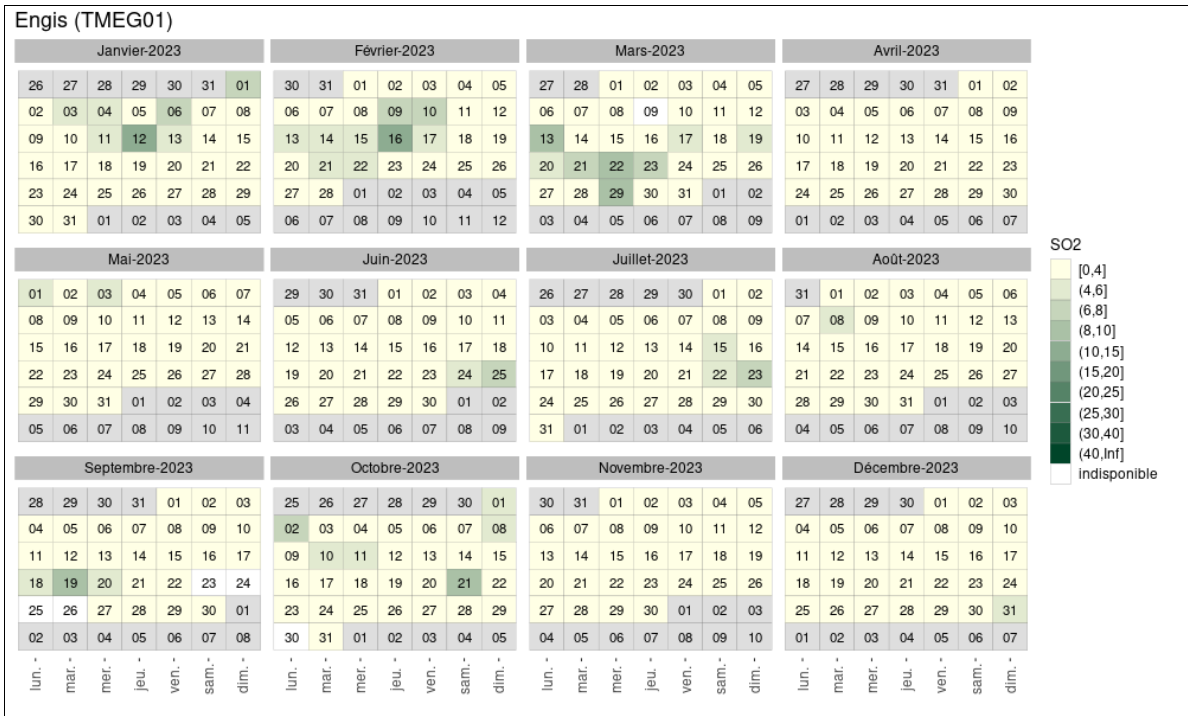 Engis (TMEG01)
Janvier-2023 Février-2023 Mars-2023 Avril-2023
26 27 28 29 30 31 01 30 31 01 02 03 04 05 27 28 01 02 03 04 05 27 28 29 30 31 01 02
02 03 04 05 06 07 08 06 07 08 09 10 11 12 06 07 08 09 10 11 12 03 04 05 06 07 08 09
09 10 11 12 13 14 15 13 14 15 16 17 18 19 13 14 15 16 17 18 19 10 11 12 13 14 15 16
16 17 18 19 20 21 22 20 21 22 23 24 25 26 20 21 22 23 24 25 26 17 18 19 20 21 22 23
23 24 25 26 27 28 29 27 28 01 02 03 04 05 27 28 29 30 31 01 02 24 25 26 27 28 29 30
30 31 01 02 03 04 05 06 07 08 09 10 11 12 03 04 05 06 07 08 09 01 02 03 04 05 06 07
Mai-2023 Juin-2023 Juillet-2023 Août-2023
01 02 03 04 05 06 07 29 30 31 01 02 03 04 26 27 28 29 30 01 02 31 01 02 03 04 05 06
08 09 10 11 12 13 14 05 06 07 08 09 10 11 03 04 05 06 07 08 09 07 08 09 10 11 12 13
15 16 17 18 19 20 21 12 13 14 15 16 17 18 10 11 12 13 14 15 16 14 15 16 17 18 19 20
22 23 24 25 26 27 28 19 20 21 22 23 24 25 17 18 19 20 21 22 23 21 22 23 24 25 26 27
29 30 31 01 02 03 04 26 27 28 29 30 01 02 24 25 26 27 28 29 30 28 29 30 31 01 02 03
05 06 07 08 09 10 11 03 04 05 06 07 08 09 31 01 02 03 04 05 06 04 05 06 07 08 09 10
Septembre-2023 Octobre-2023 Novembre-2023 Décembre-2023
28 29 30 31 01 02 03 25 26 27 28 29 30 01 30 31 01 02 03 04 05 27 28 29 30 01 02 03
04 05 06 07 08 09 10 02 03 04 05 06 07 08 06 07 08 09 10 11 12 04 05 06 07 08 09 10
11 12 13 14 15 16 17 09 10 11 12 13 14 15 13 14 15 16 17 18 19 11 12 13 14 15 16 17
18 19 20 21 22 23 24 16 17 18 19 20 21 22 20 21 22 23 24 25 26 18 19 20 21 22 23 24
25 26 27 28 29 30 01 23 24 25 26 27 28 29 27 28 29 30 01 02 03 25 26 27 28 29 30 31
02 03 04 05 06 07 08 30 31 01 02 03 04 05 04 05 06 07 08 09 10 01 02 03 04 05 06 07
lun. - mar. - mer. - jeu. - ven. - sam. - dim. - lun. - mar. - mer. - jeu. - ven. - sam. - dim. - lun. - mar. - mer. - jeu. - ven. - sam. - dim. - lun. - mar. - mer. - jeu. - ven. - sam. - dim. -
SO2
[0,4]
(4,6]
(6,8]
(8,10]
(10,15]
(15,20]
(20,25]
(25,30]
(30,40]
(40,Inf]
indisponible